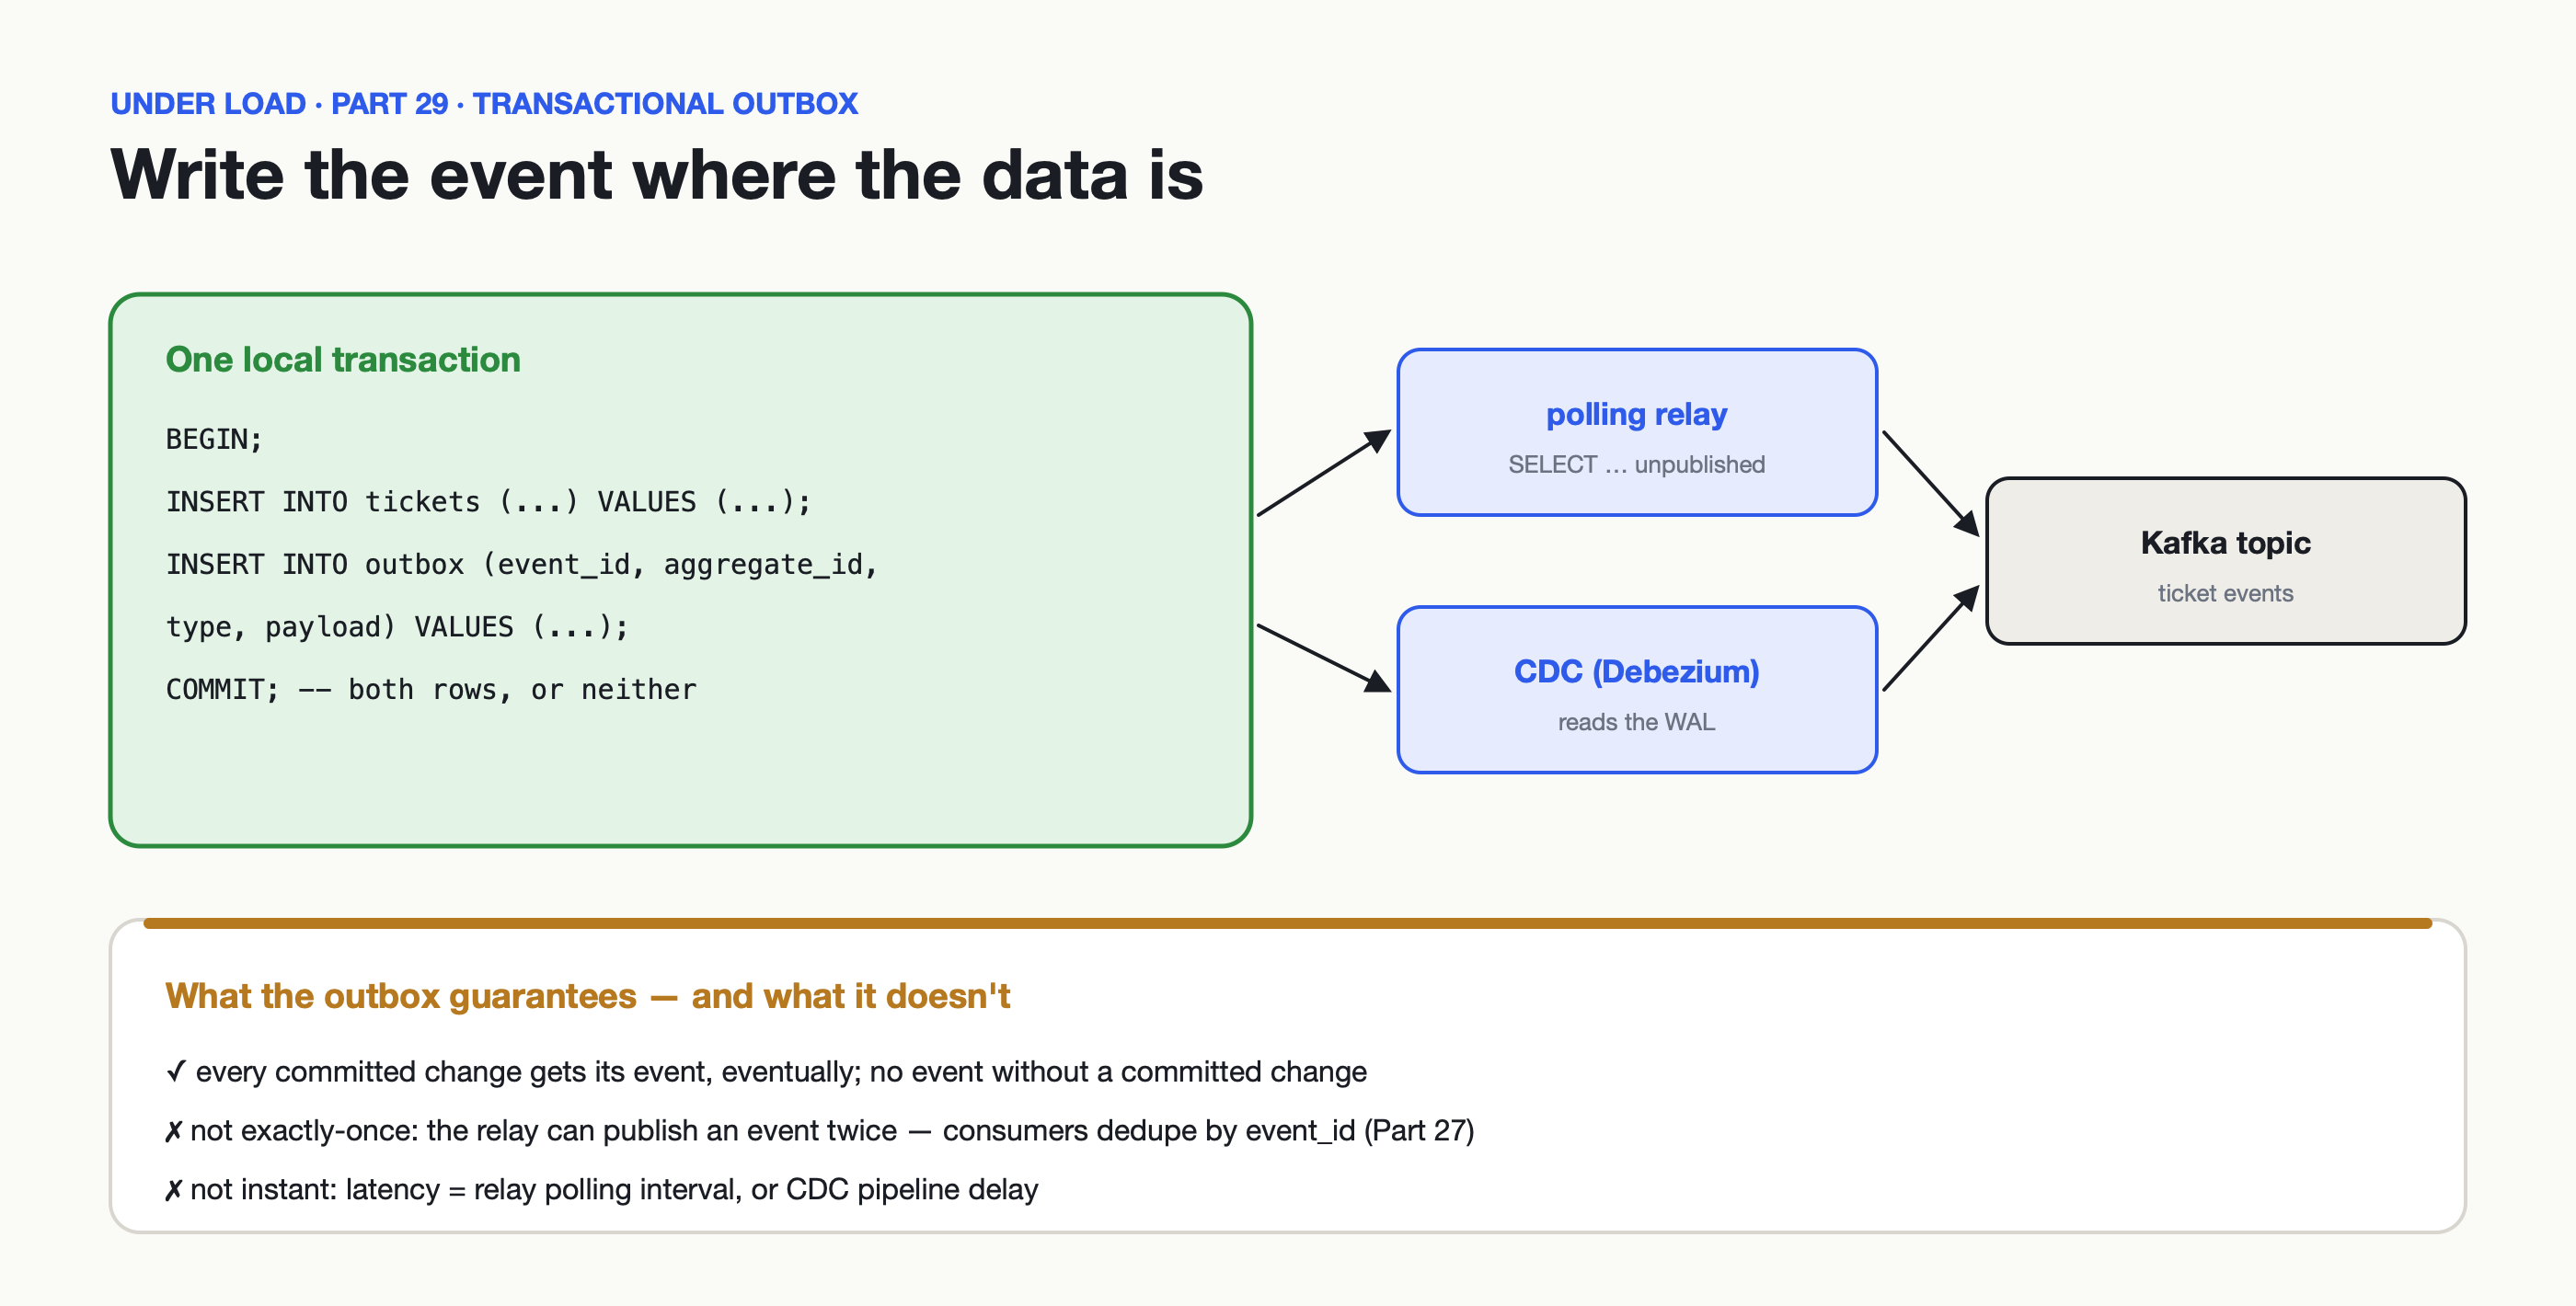 UNDER LOAD · PART 29 · TRANSACTIONAL OUTBOX
Write the event where the data is
One local transaction
BEGIN;
INSERT INTO tickets (...) VALUES (...);
INSERT INTO outbox (event_id, aggregate_id,
type, payload) VALUES (...);
COMMIT; -- both rows, or neither
polling relay
SELECT … unpublished
CDC (Debezium)
reads the WAL
Kafka topic
ticket events
What the outbox guarantees — and what it doesn't
✓ every committed change gets its event, eventually; no event without a committed change
✗ not exactly-once: the relay can publish an event twice — consumers dedupe by event_id (Part 27)
✗ not instant: latency = relay polling interval, or CDC pipeline delay